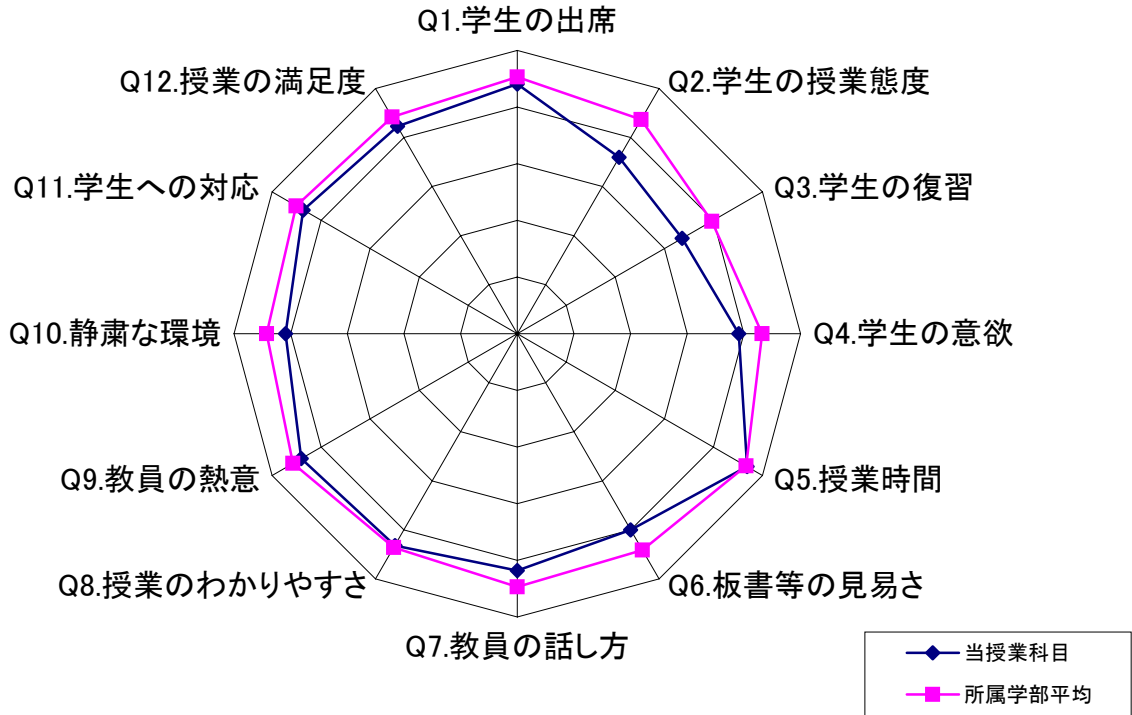 Q1.学生の出席
Q2.学生の授業態度
Q3.学生の復習
Q4.学生の意欲
Q5.授業時間
Q6.板書等の見易さ
Q7.教員の話し方
Q8.授業のわかりやすさ
Q9.教員の熱意
Q10.静粛な環境
Q11.学生への対応
Q12.授業の満足度
当授業科目
所属学部平均